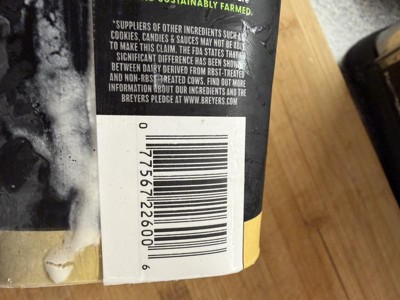 SUSTAINABLY FARMED.
*SUPPLIERS OF OTHER INGREDIENTS SUCH AS
COOKIES, CANDIES & SAUCES MAY NOT BE ABLE
TO MAKE THIS CLAIM. THE FDA STATES THAT NO
SIGNIFICANT DIFFERENCE HAS BEEN SHOWN
BETWEEN DAIRY DERIVED FROM RBST-TREATED
AND NON-RBST-TREATED COWS. FIND OUT MORE
INFORMATION ABOUT OUR INGREDIENTS AND THE
BREYERS PLEDGE AT WWW.BREYERS.COM
0 77567 22600 6